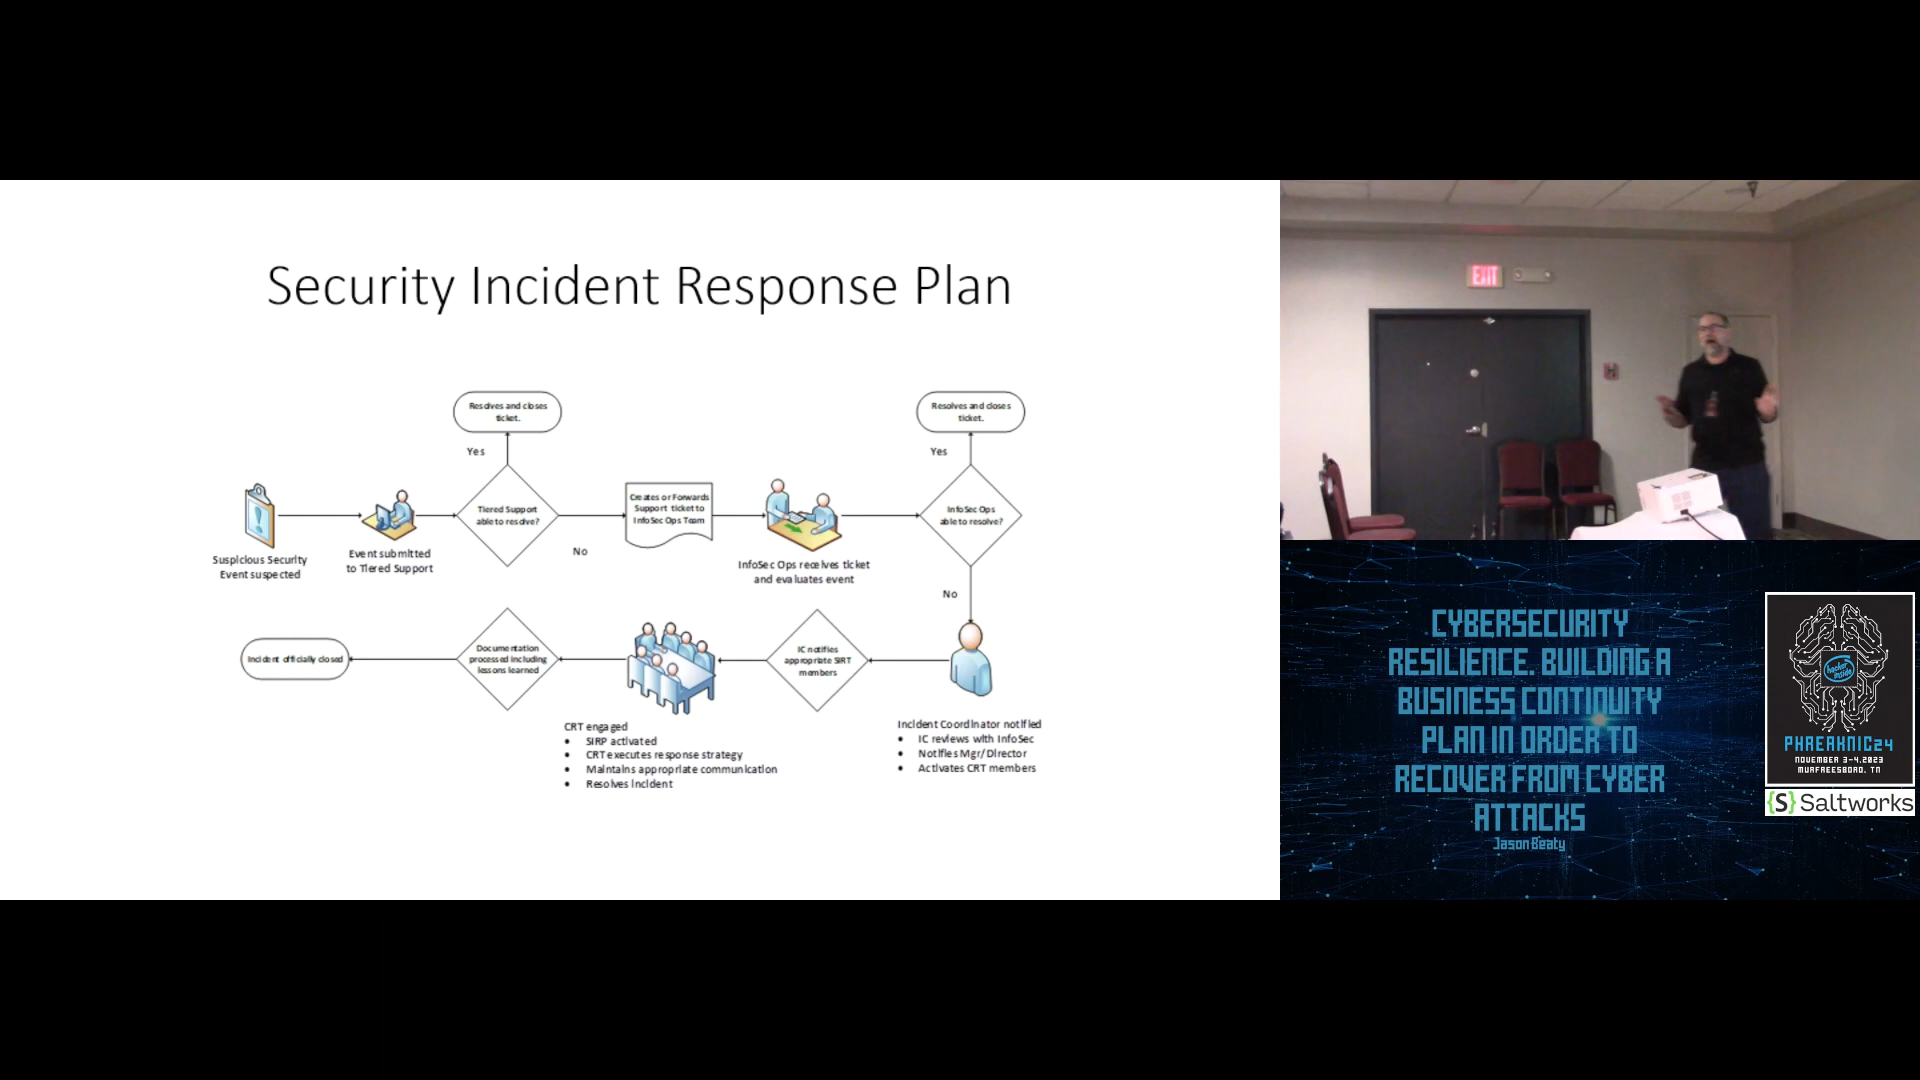 Security Incident Response Plan
Resolves and closes
ticket.
Resolves and closes
ticket.
Yes
Yes
Tiered Support
able to resolve?
Creates or Forwards
Support ticket to
InfoSec Ops Team
InfoSec Ops
able to resolve?
No
Suspicious Security
Event suspected
Event submitted
to Tiered Support
InfoSec Ops receives ticket
and evaluates event
No
Incident officially closed
Documentation
processed including
lessons learned
IC notifies
appropriate SIRT
members
CRT engaged
• SIRP activated
• CRT executes response strategy
• Maintains appropriate communication
• Resolves incident
Incident Coordinator notified
• IC reviews with InfoSec
• Notifies Mgr/Director
• Activates CRT members
EXIT
CYBERSECURITY
RESILIENCE. BUILDING A
BUSINESS CONTINUITY
PLAN IN ORDER TO
RECOVER FROM CYBER
ATTACKS
Jason Beaty
hacker
inside
PHREAKNIC24
NOVEMBER 3-4,2023
MURFREESBORO, TN
{S} Saltworks